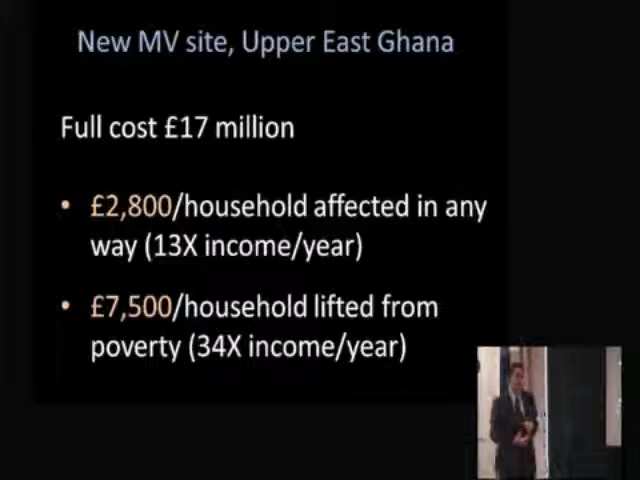 New MV site, Upper East Ghana
Full cost £17 million
• £2,800/household affected in any
way (13X income/year)
• £7,500/household lifted from
poverty (34X income/year)